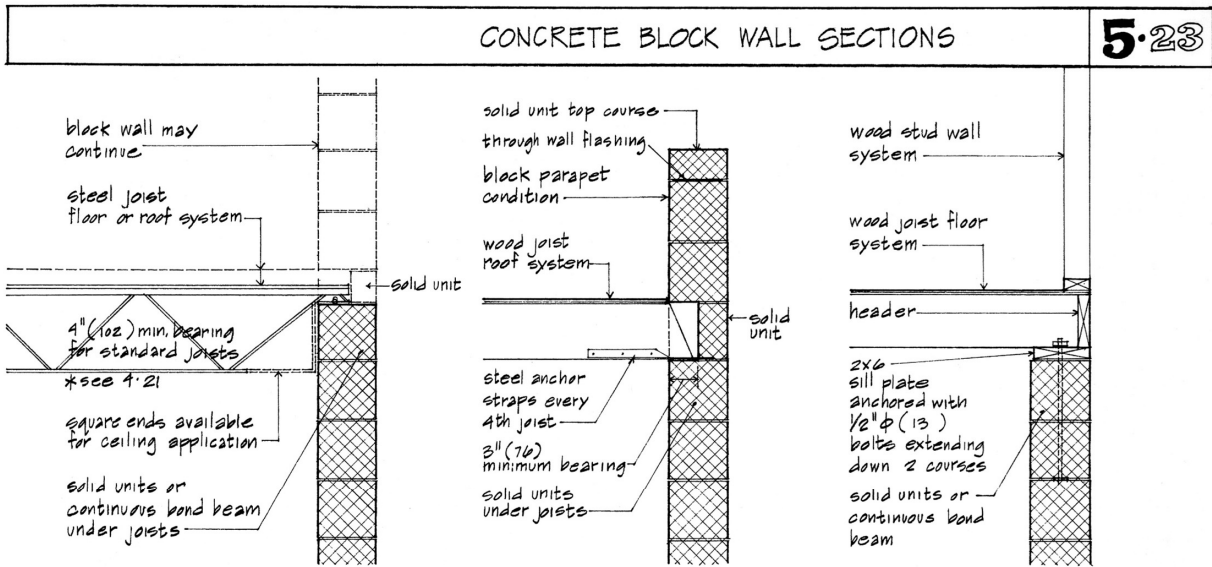 CONCRETE BLOCK WALL SECTIONS
5·23
block wall may
continue
steel joist
floor or roof system
solid unit
4"(102) min. bearing
for standard joists
*see 4·21
square ends available
for ceiling application
solid units or
continuous bond beam
under joists
solid unit top course
through wall flashing
block parapet
condition
wood joist
roof system
solid
unit
steel anchor
straps every
4th joist
3"(76)
minimum bearing
solid units
under joists
wood stud wall
system
wood joist floor
system
header
2x6
sill plate
anchored with
1/2"φ(13 )
bolts extending
down 2 courses
solid units or
continuous bond
beam